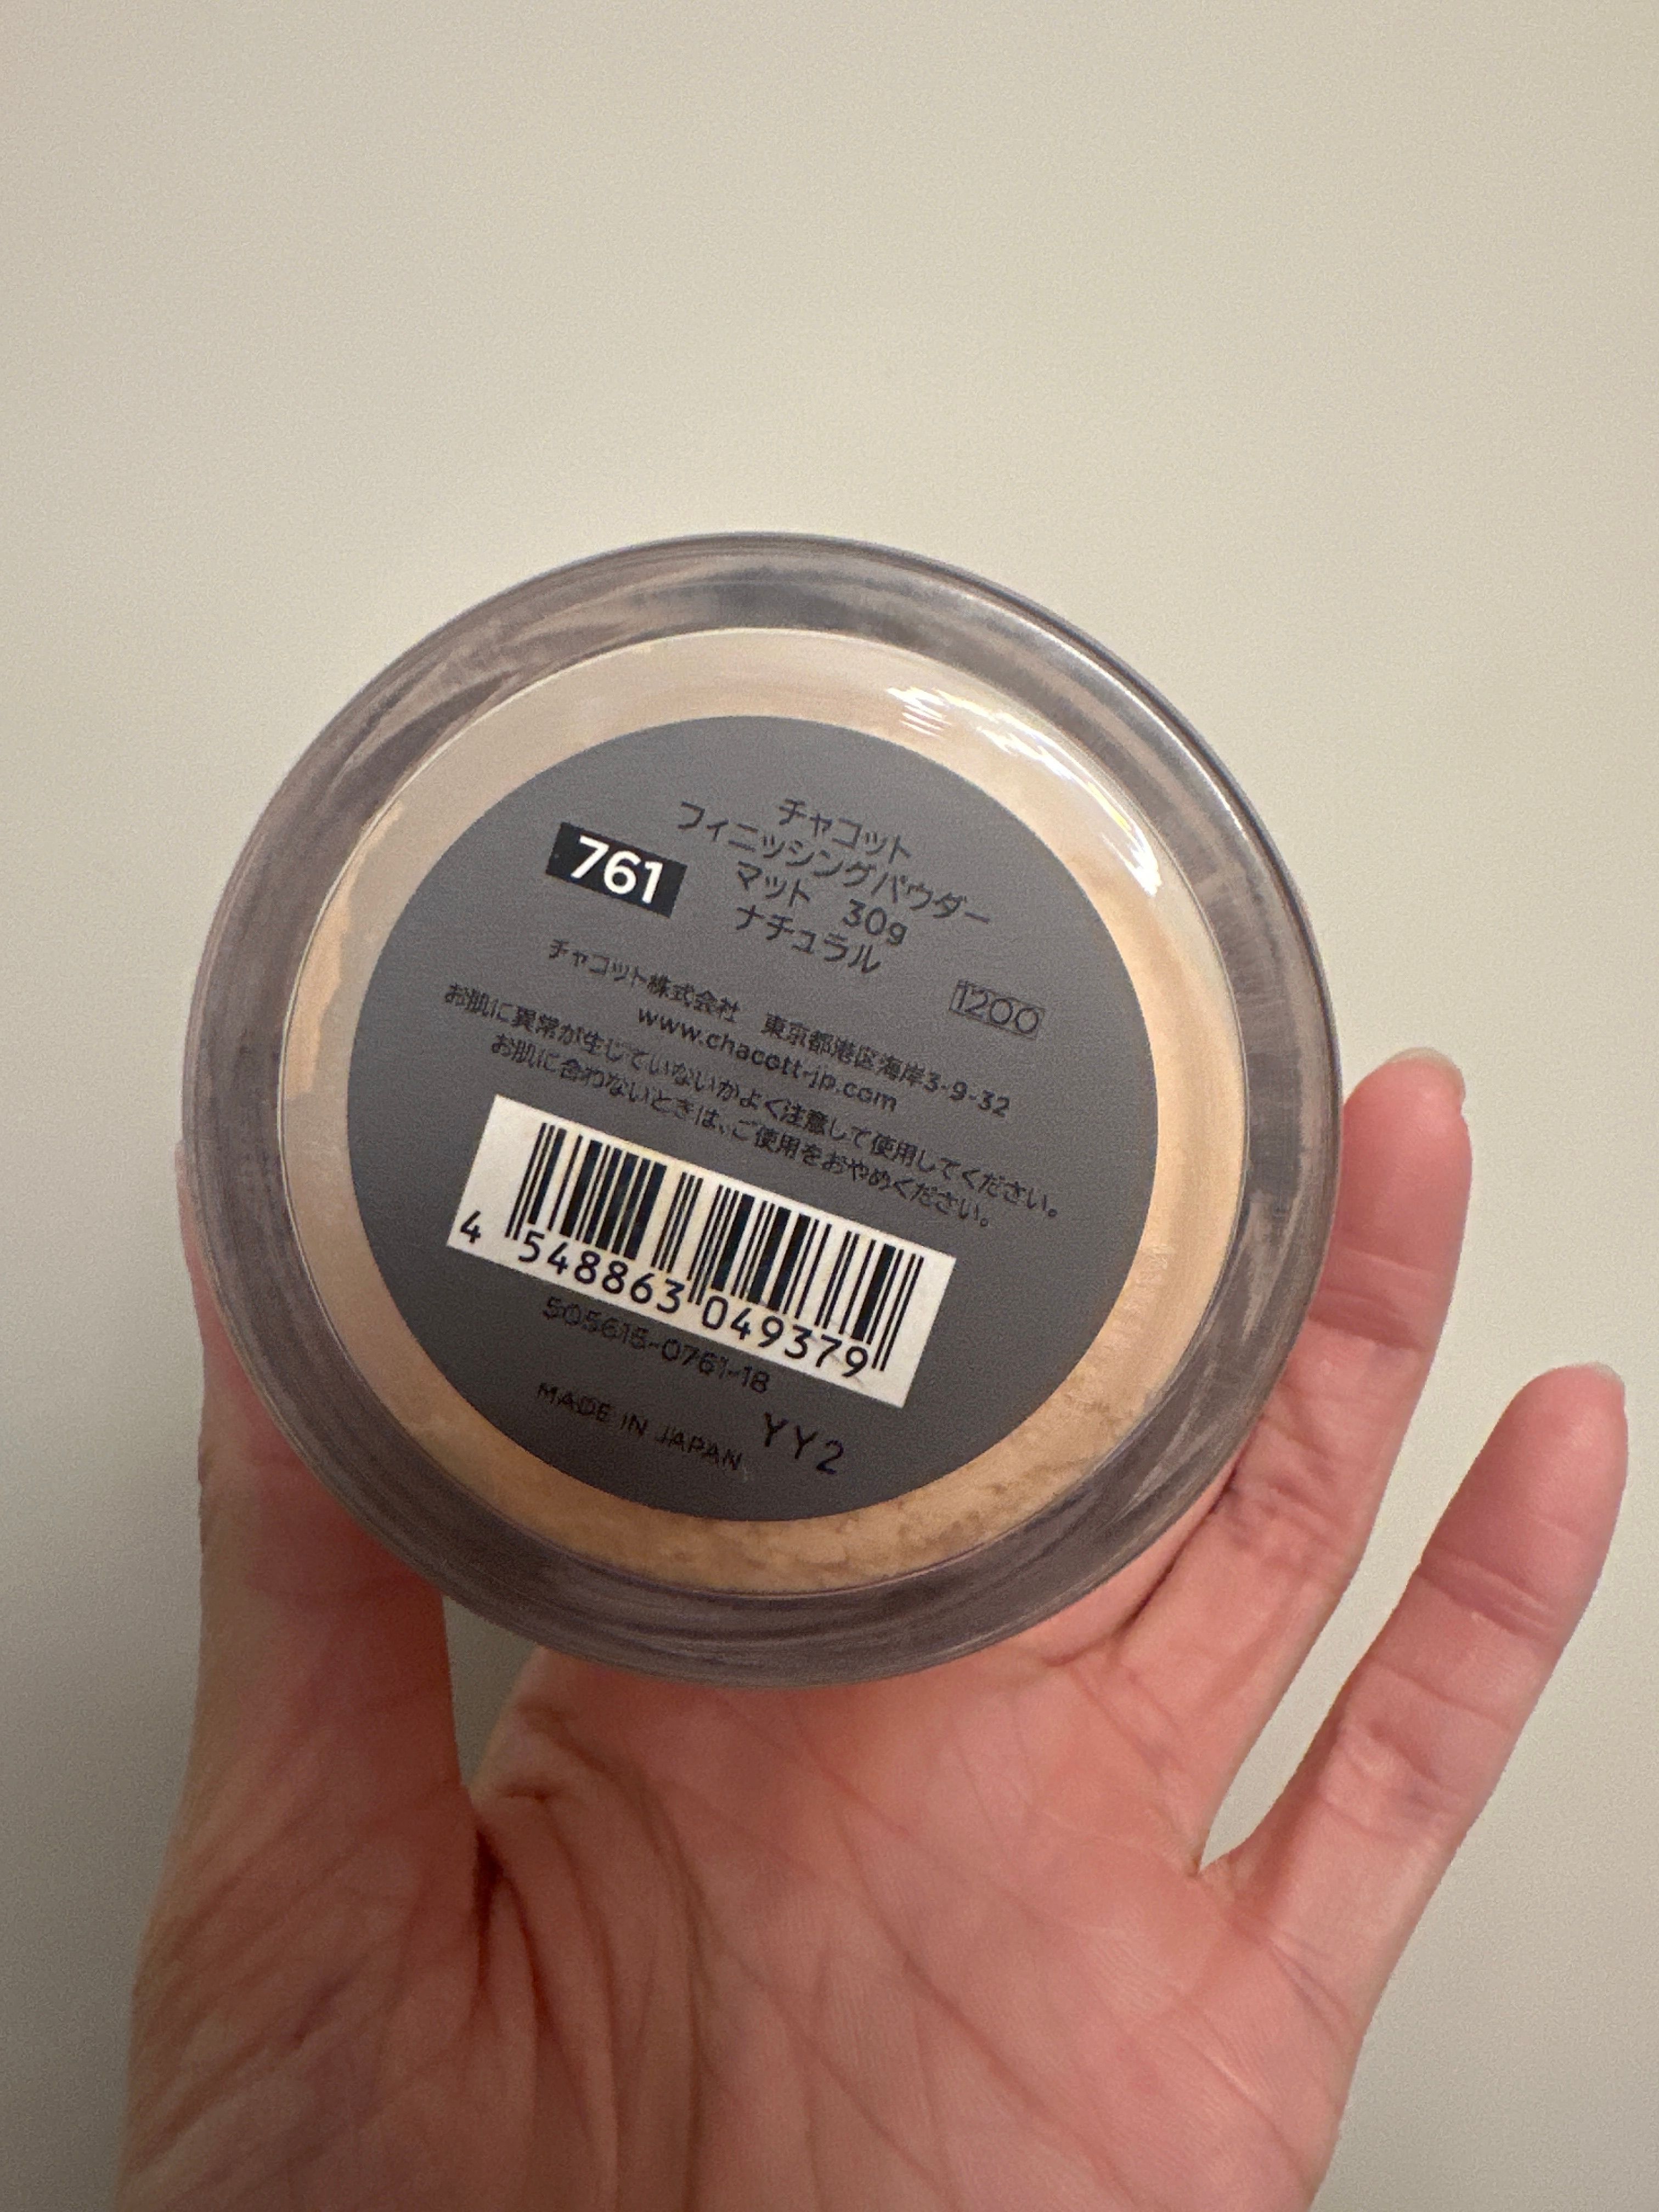 チャコット
フィニッシングパウダー
761
マット 30g
ナチュラル
1200
チャコット株式会社 東京都港区海岸3-9-32
www.chacott-jp.com
お肌に異常が生じていないかよく注意して使用してください。
お肌に合わないときは、ご使用をおやめください。
4 548863 049379
505615-0761-18
MADE IN JAPAN
YY2